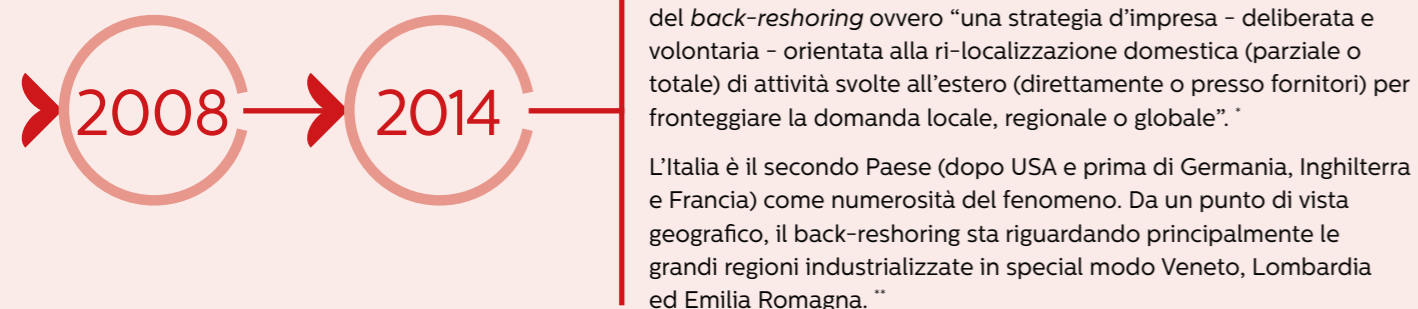 2008
2014
del back-reshoring ovvero “una strategia d’impresa - deliberata e
volontaria - orientata alla ri-localizzazione domestica (parziale o
totale) di attività svolte all’estero (direttamente o presso fornitori) per
fronteggiare la domanda locale, regionale o globale”. *
L’Italia è il secondo Paese (dopo USA e prima di Germania, Inghilterra
e Francia) come numerosità del fenomeno. Da un punto di vista
geografico, il back-reshoring sta riguardando principalmente le
grandi regioni industrializzate in special modo Veneto, Lombardia
ed Emilia Romagna. **